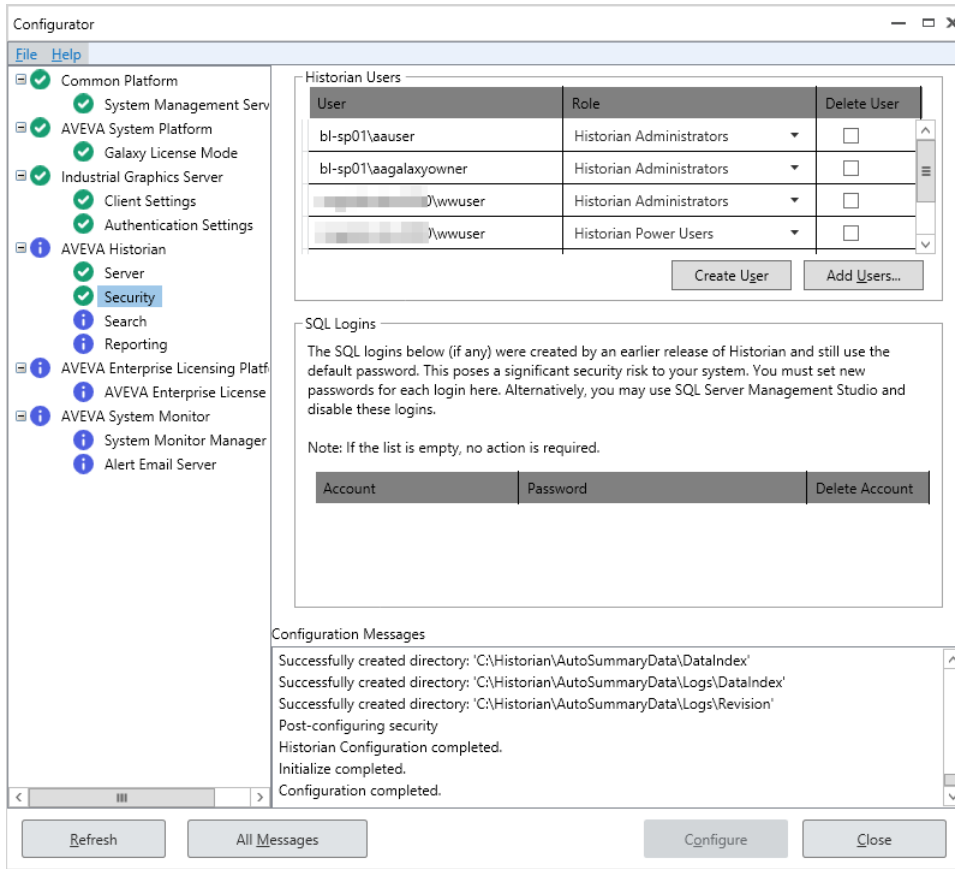 Configurator
File Help
Common Platform
System Management Serv
AVEVA System Platform
Galaxy License Mode
Industrial Graphics Server
Client Settings
Authentication Settings
AVEVA Historian
Server
Security
Search
Reporting
AVEVA Enterprise Licensing Platf
AVEVA Enterprise License
AVEVA System Monitor
System Monitor Manager
Alert Email Server
Historian Users
User Role Delete User
bl-sp01\aauser Historian Administrators
bl-sp01\aagalaxyowner Historian Administrators
\wwuser Historian Administrators
\wwuser Historian Power Users
Create User Add Users...
SQL Logins
The SQL logins below (if any) were created by an earlier release of Historian and still use the
default password. This poses a significant security risk to your system. You must set new
passwords for each login here. Alternatively, you may use SQL Server Management Studio and
disable these logins.
Note: If the list is empty, no action is required.
Account Password Delete Account
Configuration Messages
Successfully created directory: 'C:\Historian\AutoSummaryData\DataIndex'
Successfully created directory: 'C:\Historian\AutoSummaryData\Logs\DataIndex'
Successfully created directory: 'C:\Historian\AutoSummaryData\Logs\Revision'
Post-configuring security
Historian Configuration completed.
Initialize completed.
Configuration completed.
Refresh All Messages Configure Close